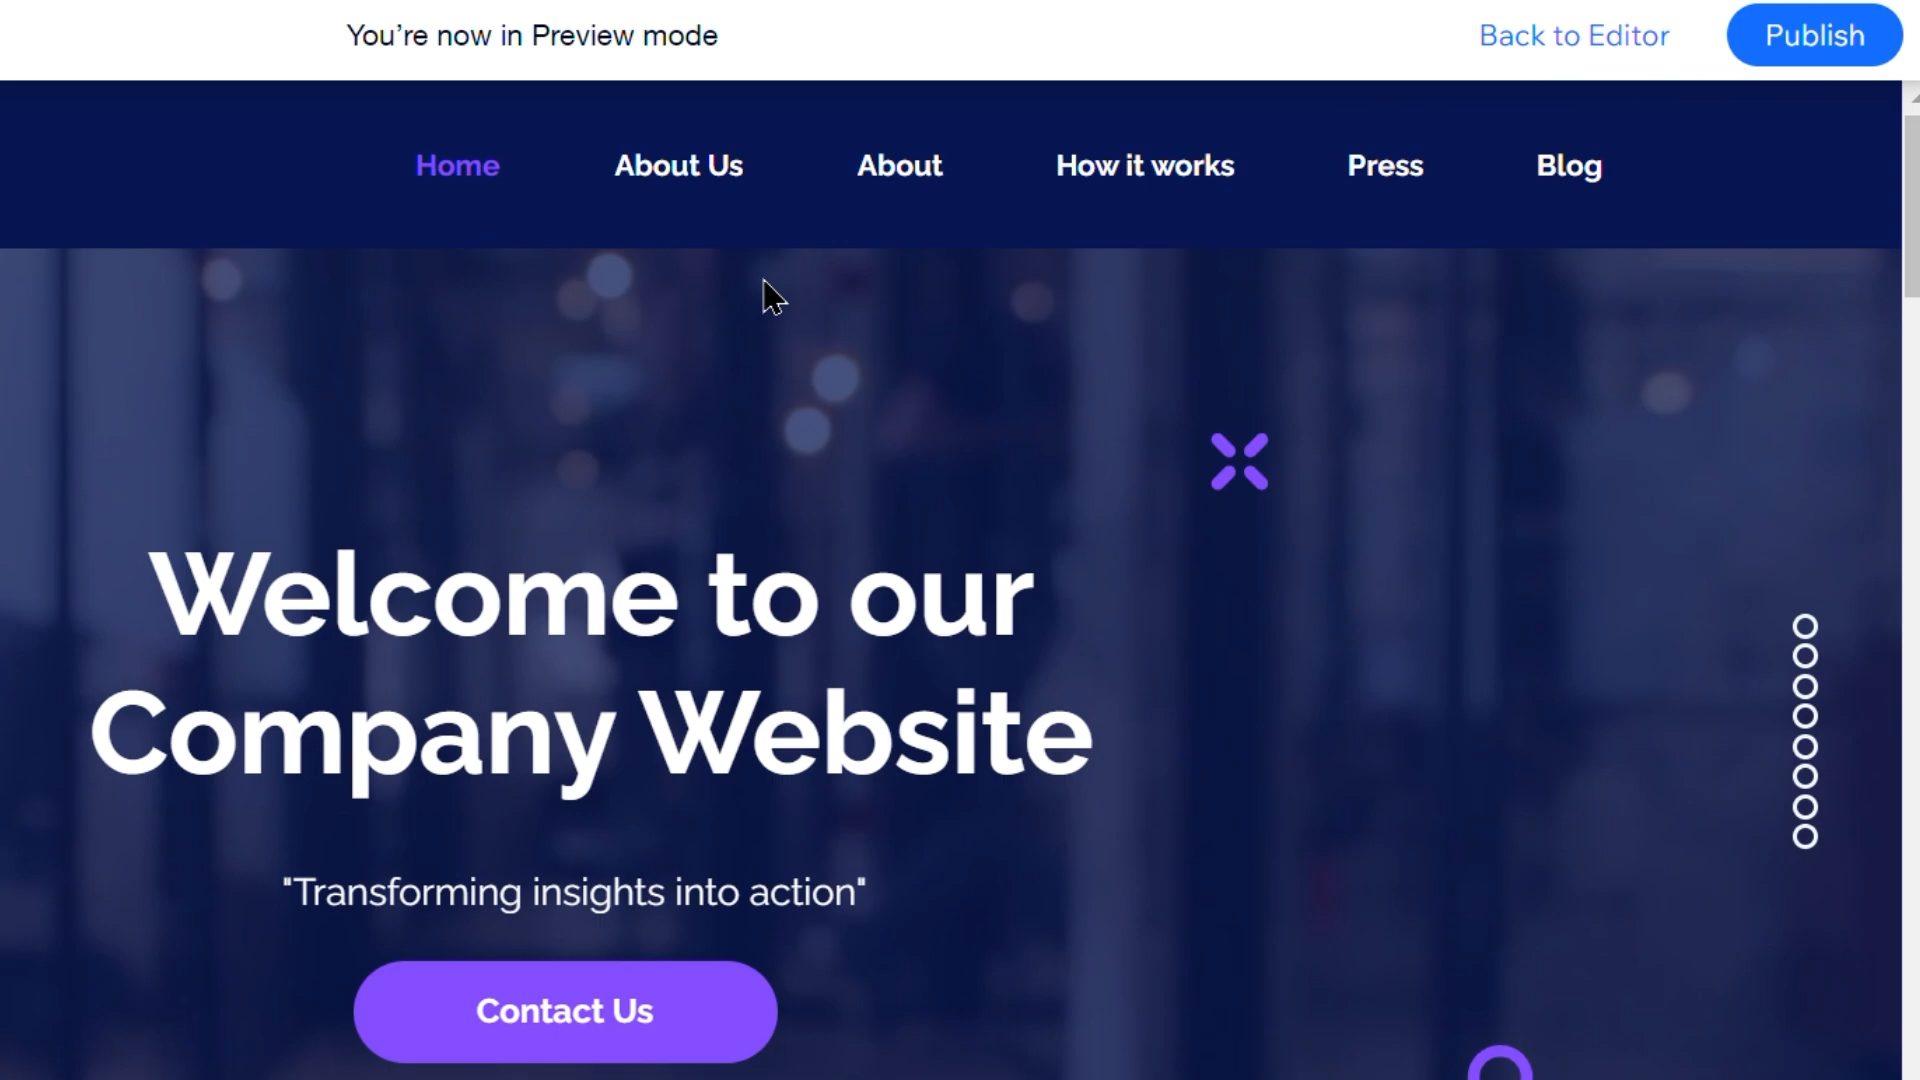 You’re now in Preview mode
Back to Editor
Publish
Home
About Us
About
How it works
Press
Blog
Welcome to our
Company Website
"Transforming insights into action"
Contact Us